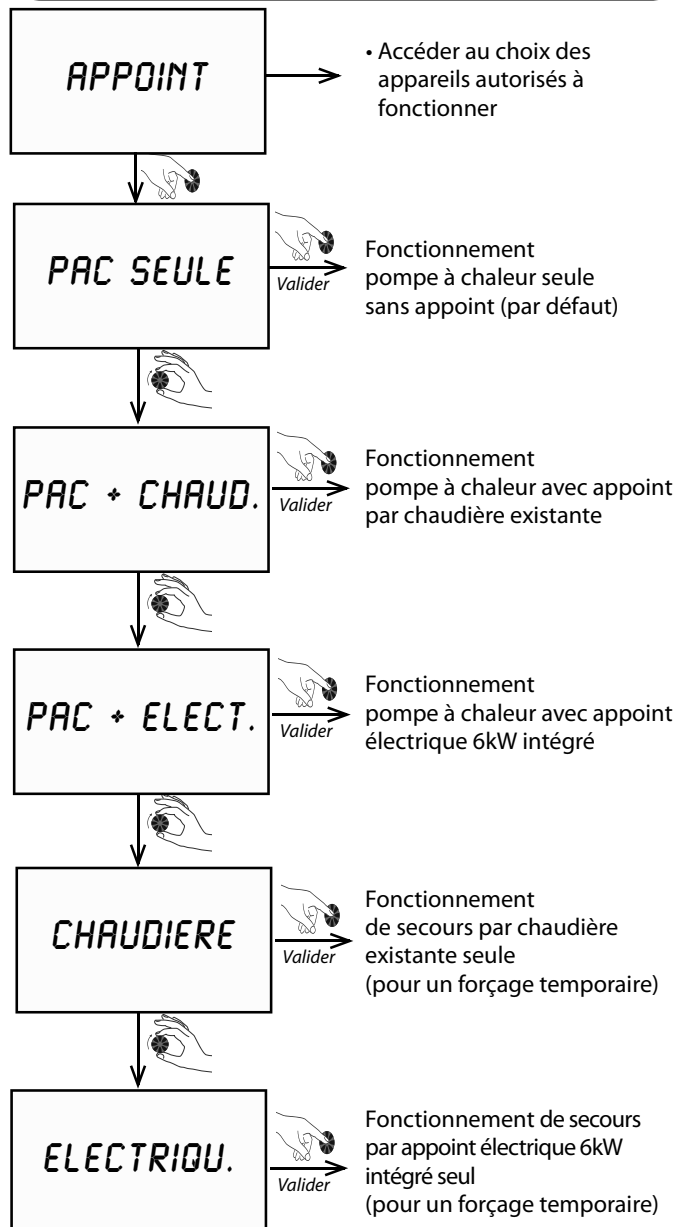 APPOINT
• Accéder au choix des
appareils autorisés à
fonctionner
PAC SEULE
Valider
Fonctionnement
pompe à chaleur seule
sans appoint (par défaut)
PAC + CHAUD.
Valider
Fonctionnement
pompe à chaleur avec appoint
par chaudière existante
PAC + ELECT.
Valider
Fonctionnement
pompe à chaleur avec appoint
électrique 6kW intégré
CHAUDIERE
Valider
Fonctionnement
de secours par chaudière
existante seule
(pour un forçage temporaire)
ELECTRIQU.
Valider
Fonctionnement de secours
par appoint électrique 6kW
intégré seul
(pour un forçage temporaire)